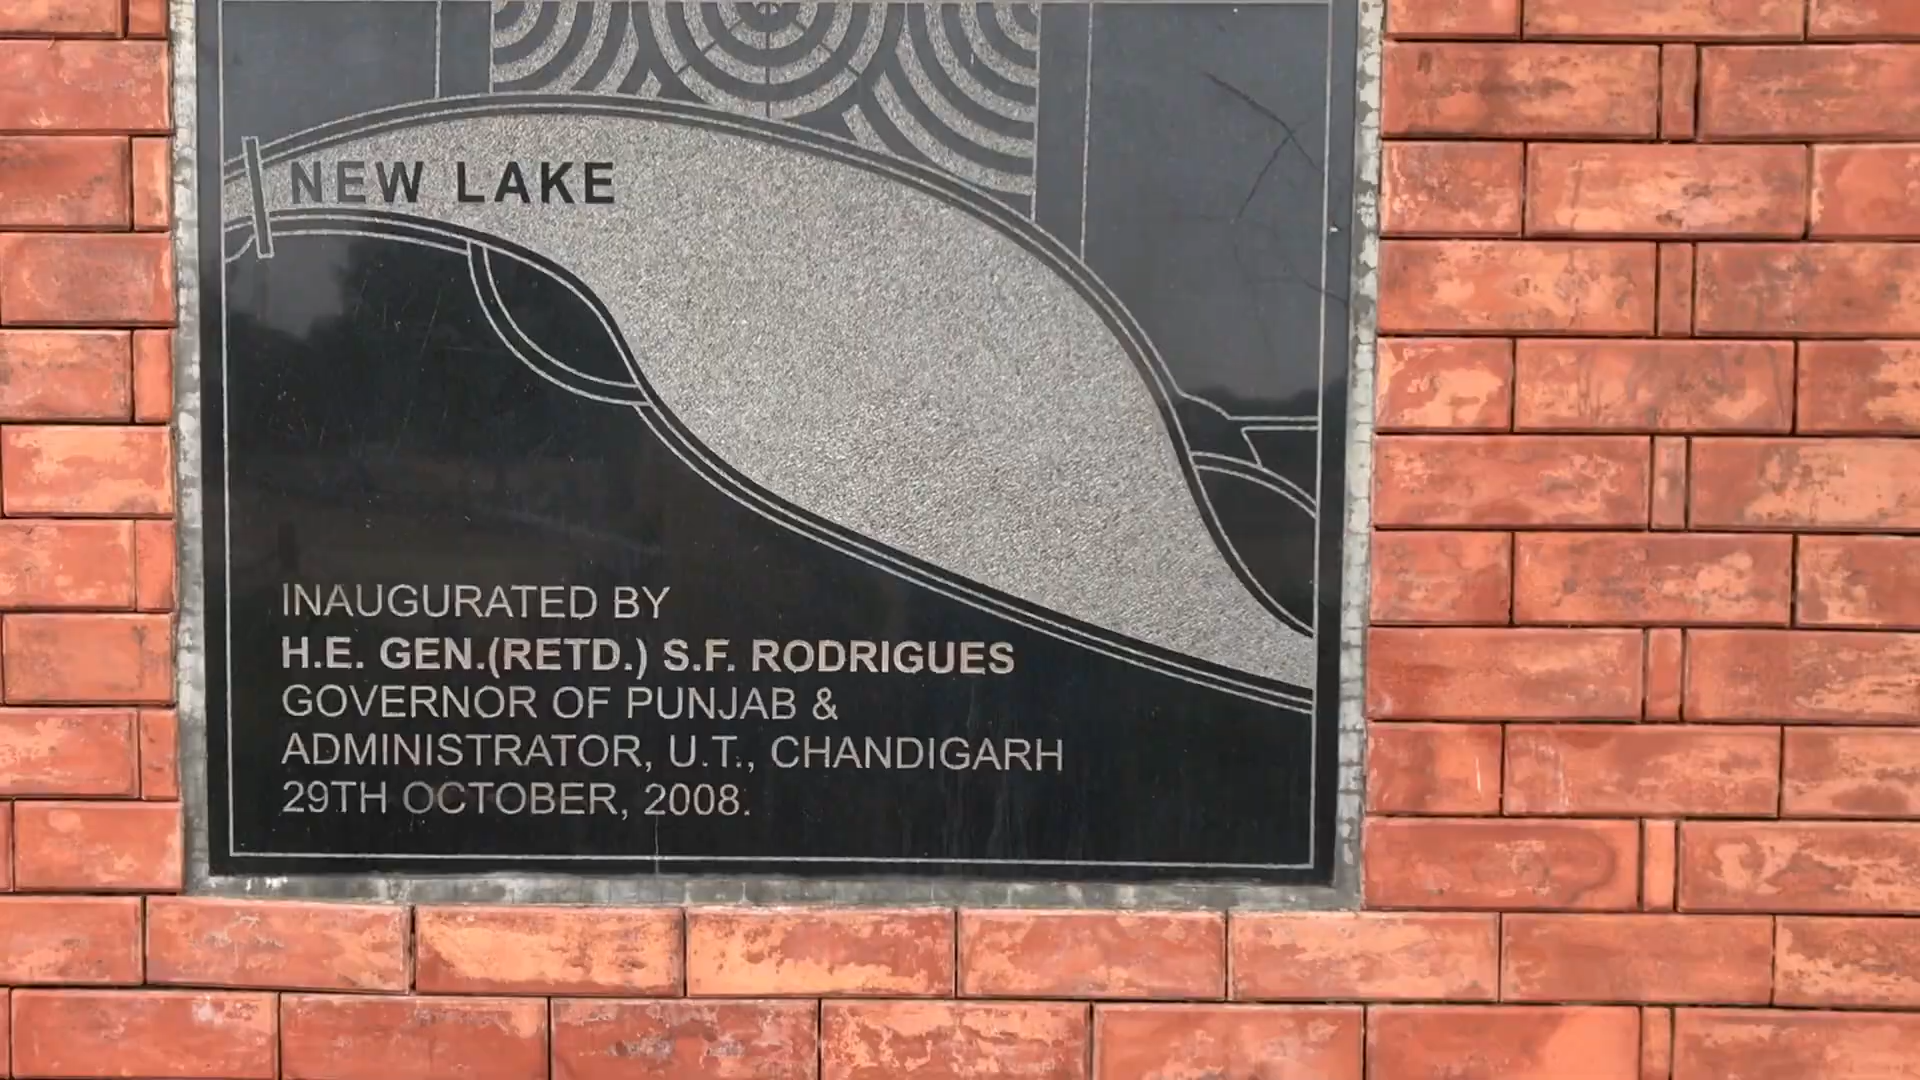 NEW LAKE
INAUGURATED BY
H.E. GEN.(RETD.) S.F. RODRIGUES
GOVERNOR OF PUNJAB &
ADMINISTRATOR, U.T., CHANDIGARH
29TH OCTOBER, 2008.